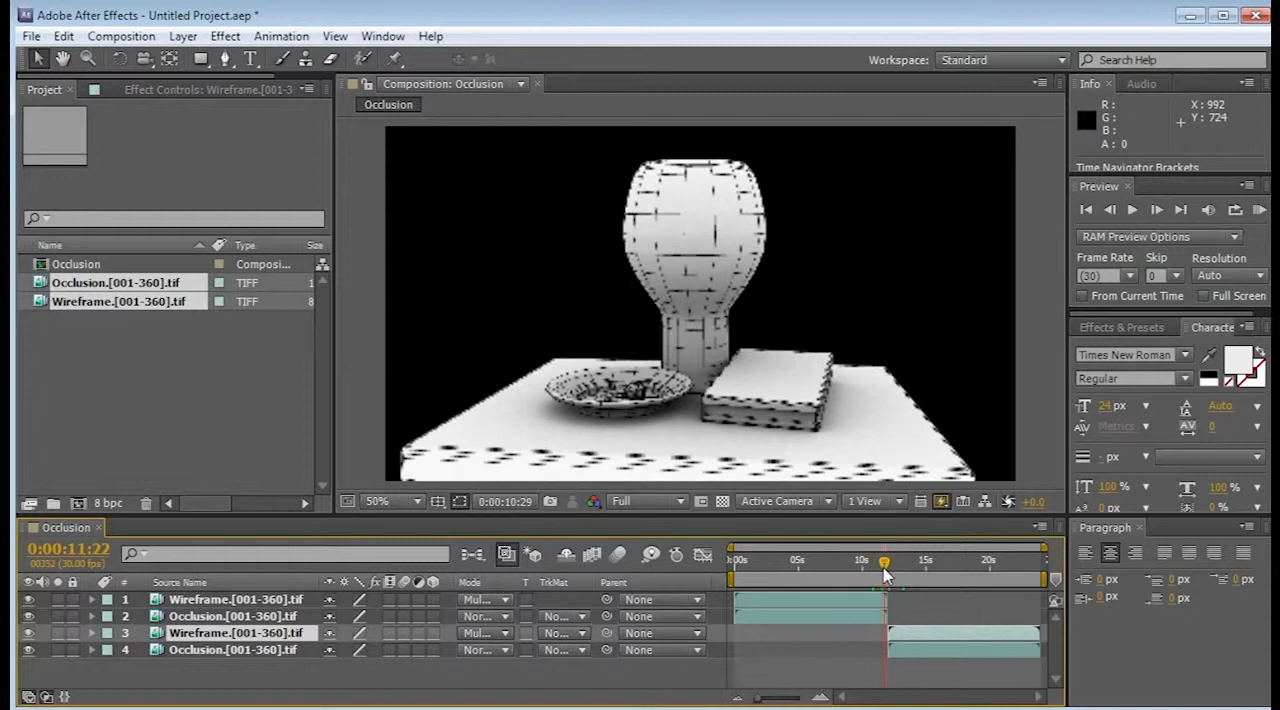 Adobe After Effects - Untitled Project.aep *
File Edit Composition Layer Effect Animation View Window Help
Workspace: Standard Search Help
Project Effect Controls: Wireframe.[001-3 Composition: Occlusion Info Audio
Occlusion
R: X: 992
G: Y: 724
B:
A: 0
Time Navigator Brackets
Preview
RAM Preview Options
Name Type Size
Frame Rate Skip Resolution
Occlusion Composi...
(30) 0 Auto
Occlusion.[001-360].tif TIFF 1
Wireframe.[001-360].tif TIFF 8
From Current Time Full Screen
Effects & Presets Characte
Times New Roman
Regular
24 px Auto
Metrics 0
- px
100 % 100 %
0 px 0 %
8 bpc 50% 0:00:10:29 Full Active Camera 1 View +0.0
Occlusion Paragraph
0:00:11:22
00352 (30.00 fps)
:00s 05s 10s 15s 20s
0 px 0 px 0 px
0 px 0 px
# Source Name Mode T TrkMat Parent
1 Wireframe.[001-360].tif Mul... None
2 Occlusion.[001-360].tif Nor... No... None
3 Wireframe.[001-360].tif Mul... No... None
4 Occlusion.[001-360].tif Nor... No... None